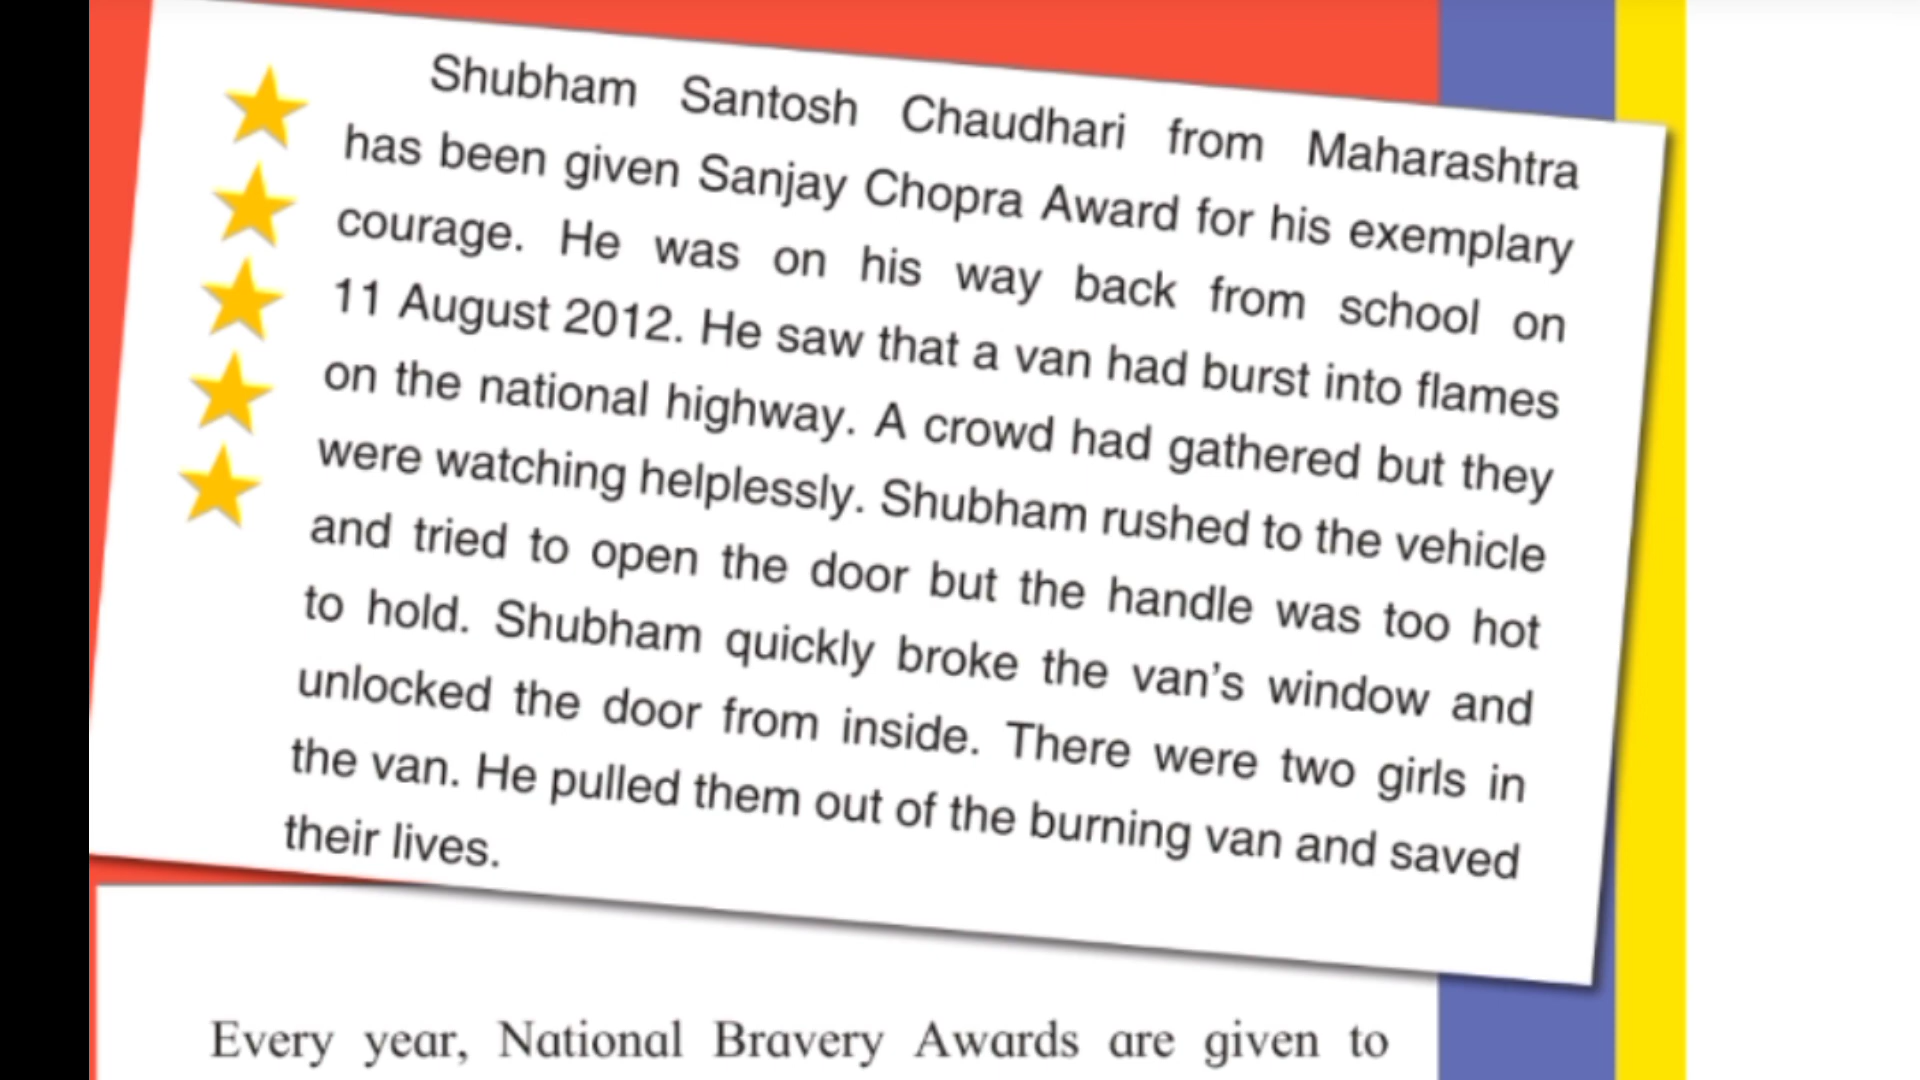 Shubham Santosh Chaudhari from Maharashtra
has been given Sanjay Chopra Award for his exemplary
courage. He was on his way back from school on
11 August 2012. He saw that a van had burst into flames
on the national highway. A crowd had gathered but they
were watching helplessly. Shubham rushed to the vehicle
and tried to open the door but the handle was too hot
to hold. Shubham quickly broke the van's window and
unlocked the door from inside. There were two girls in
the van. He pulled them out of the burning van and saved
their lives.
Every year, National Bravery Awards are given to